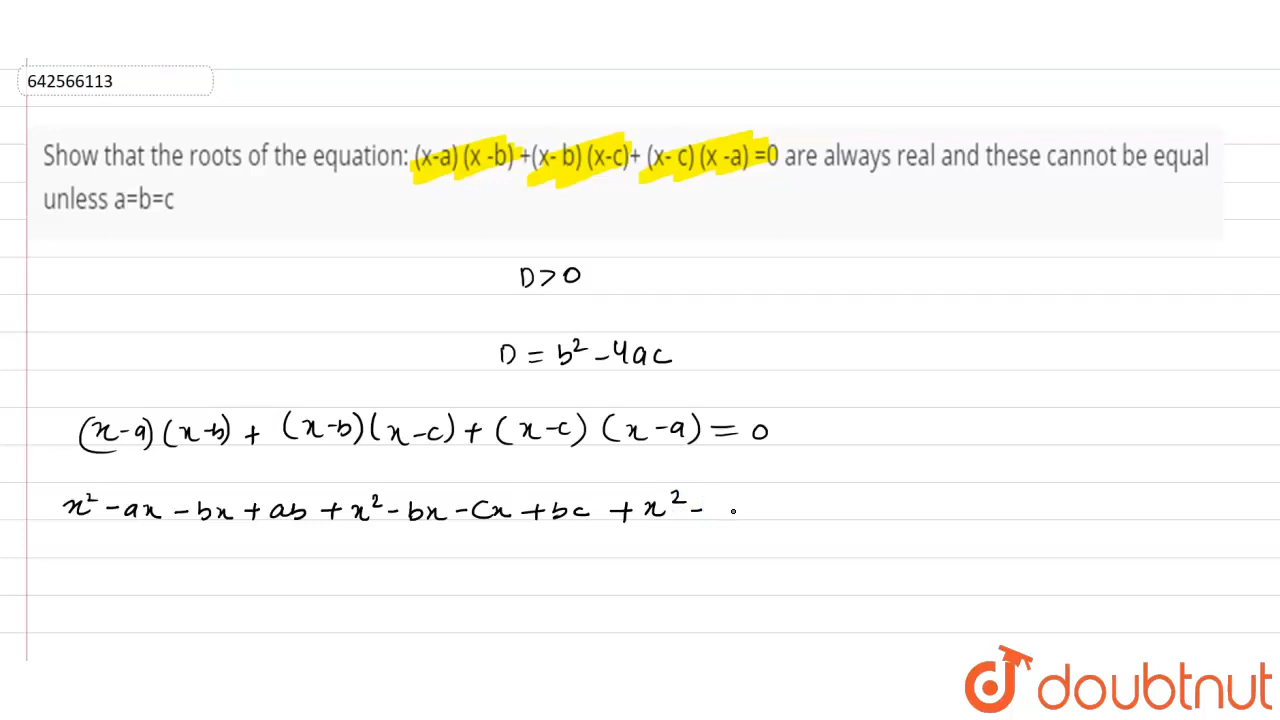 642566113
Show that the roots of the equation: (x-a) (x -b) +(x- b) (x-c)+ (x- c) (x -a) =0 are always real and these cannot be equal
unless a=b=c
D > 0
D = b² - 4ac
(x-a)(x-b) + (x-b)(x-c) + (x-c) (x-a) = 0
x² - ax - bx + ab + x² - bx - cx + bc + x² -
doubtnut